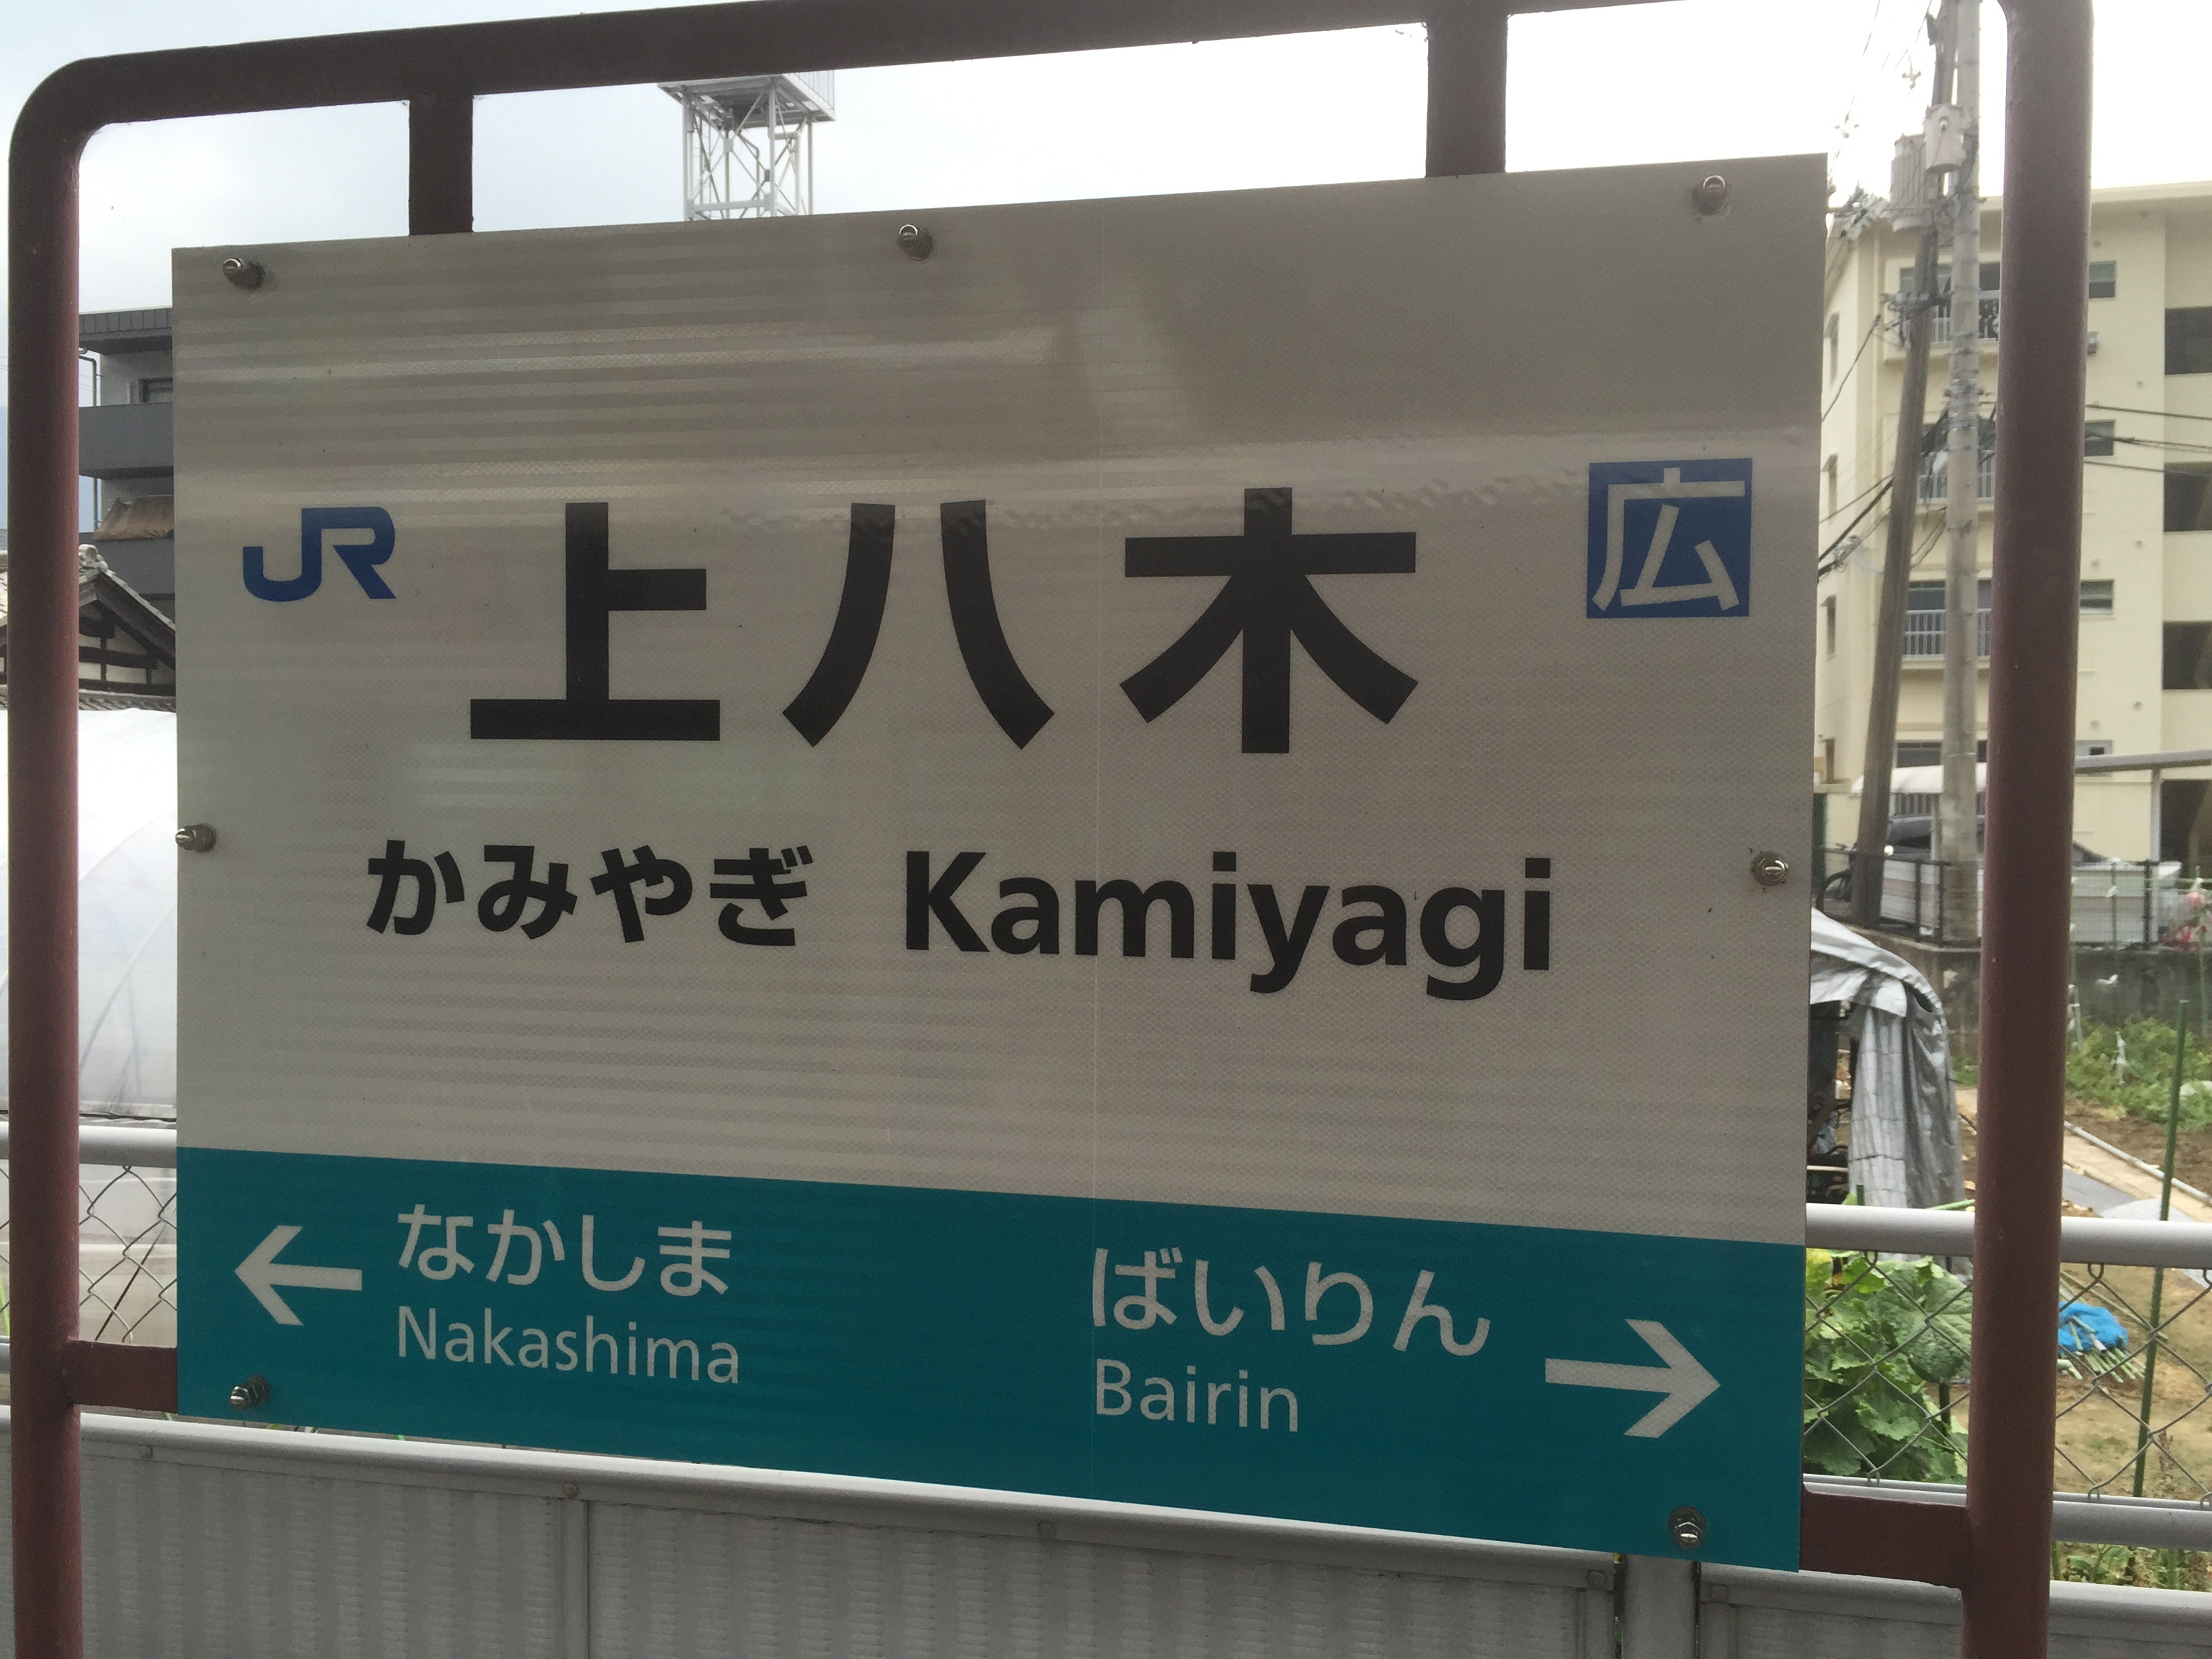 JR 上八木 広
かみやぎ Kamiyagi
← なかしま
Nakashima
ばいりん →
Bairin